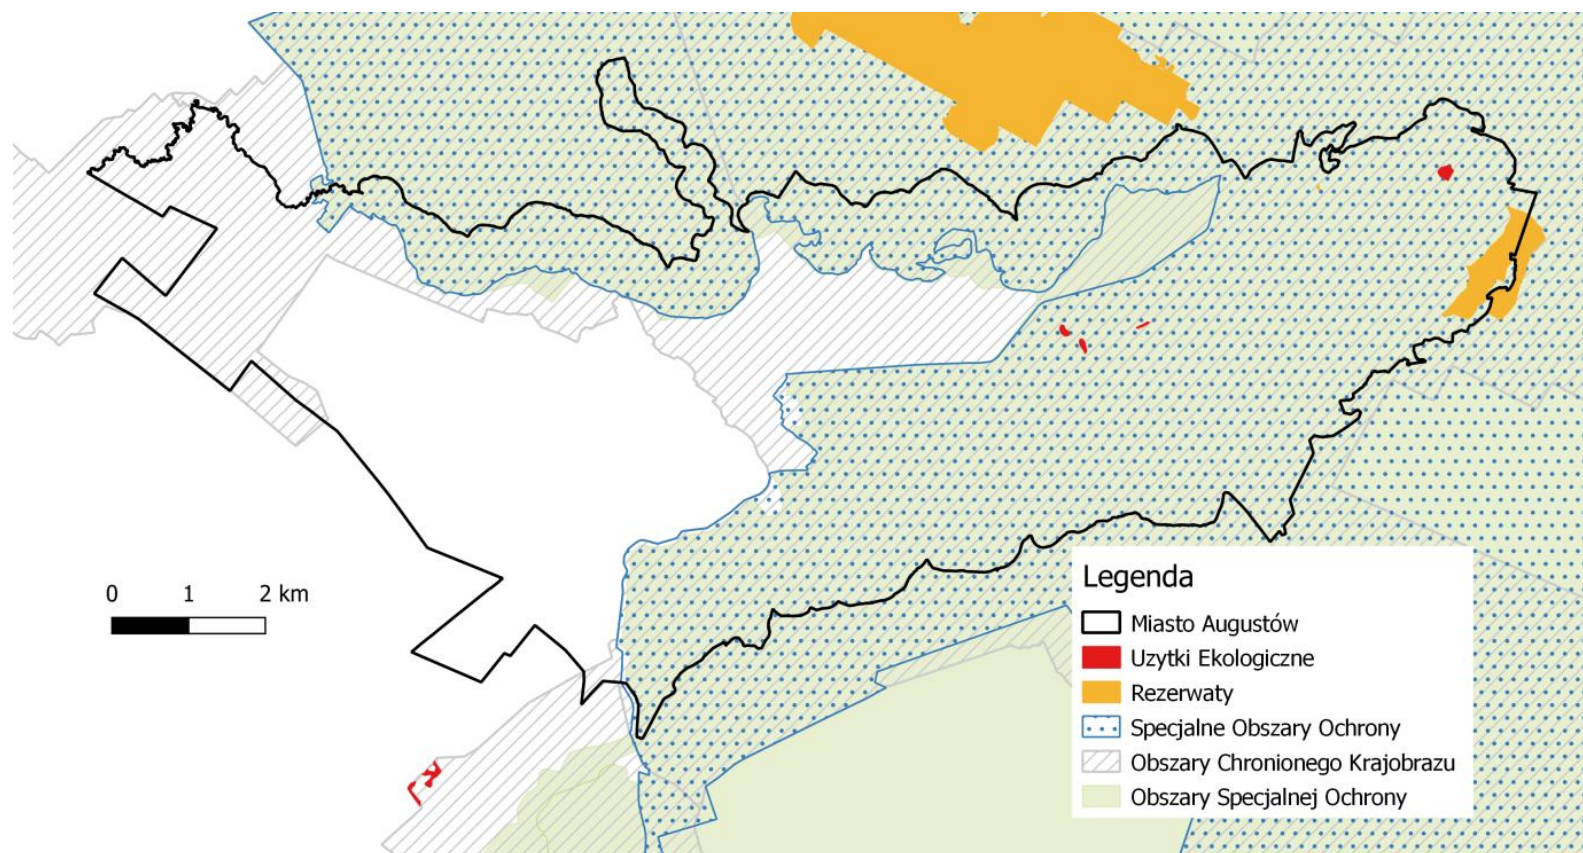 0 1 2 km
Legenda
Miasto Augustów
Uzytki Ekologiczne
Rezerwaty
Specjalne Obszary Ochrony
Obszary Chronionego Krajobrazu
Obszary Specjalnej Ochrony